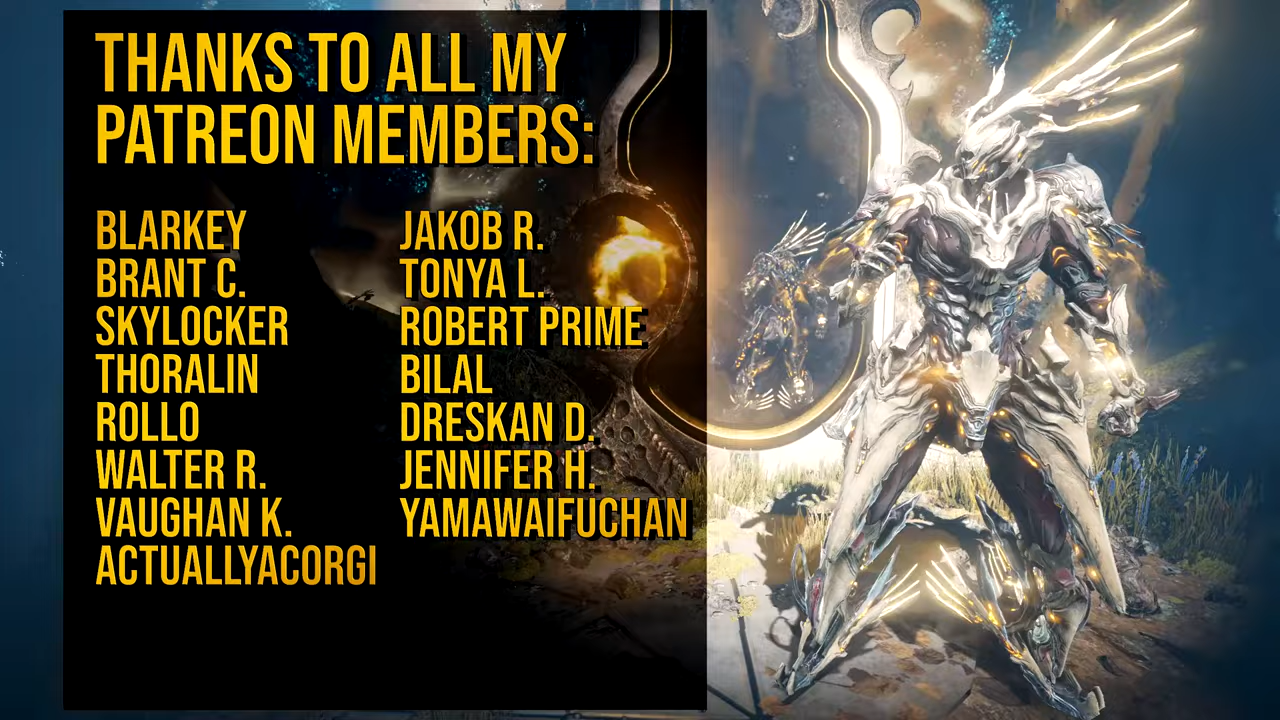 THANKS TO ALL MY
PATREON MEMBERS:
BLARKEY
BRANT C.
SKYLOCKER
THORALIN
ROLLO
WALTER R.
VAUGHAN K.
ACTUALLYACORGI
JAKOB R.
TONYA L.
ROBERT PRIME
BILAL
DRESKAN D.
JENNIFER H.
YAMAWAIFUCHAN